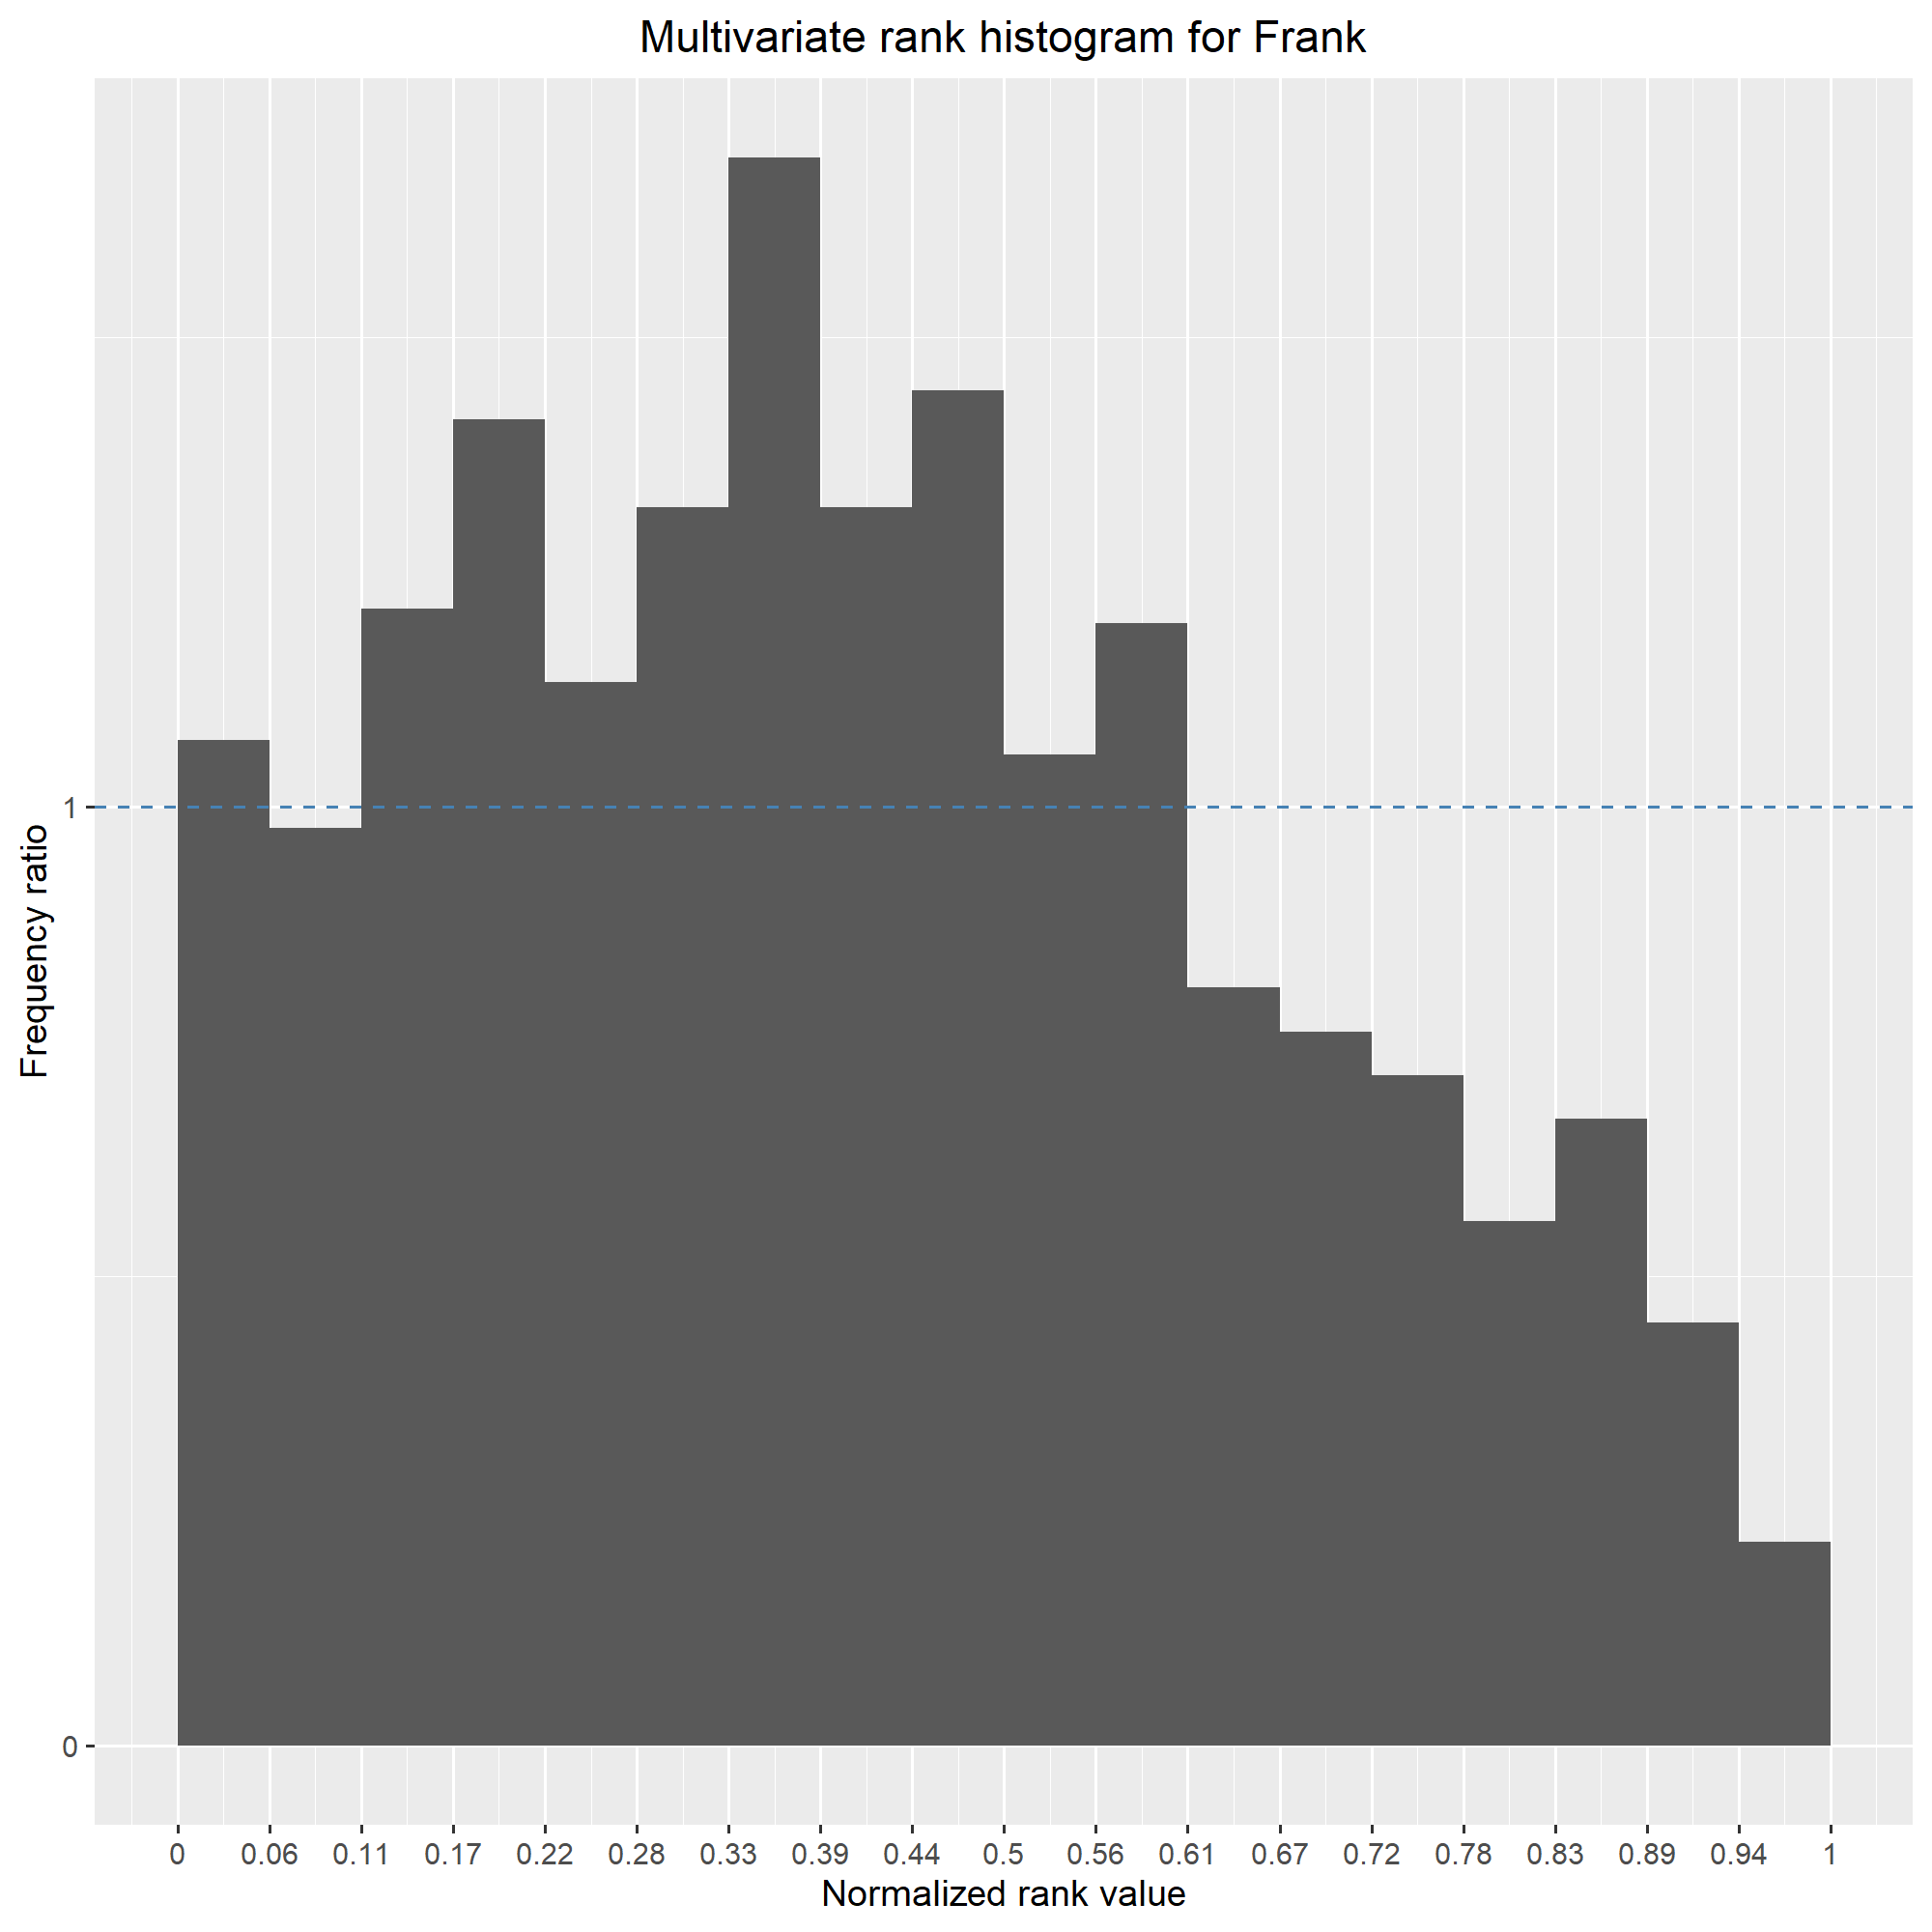 Multivariate rank histogram for Frank
Frequency ratio
1
0
0 0.06 0.11 0.17 0.22 0.28 0.33 0.39 0.44 0.5 0.56 0.61 0.67 0.72 0.78 0.83 0.89 0.94 1
Normalized rank value